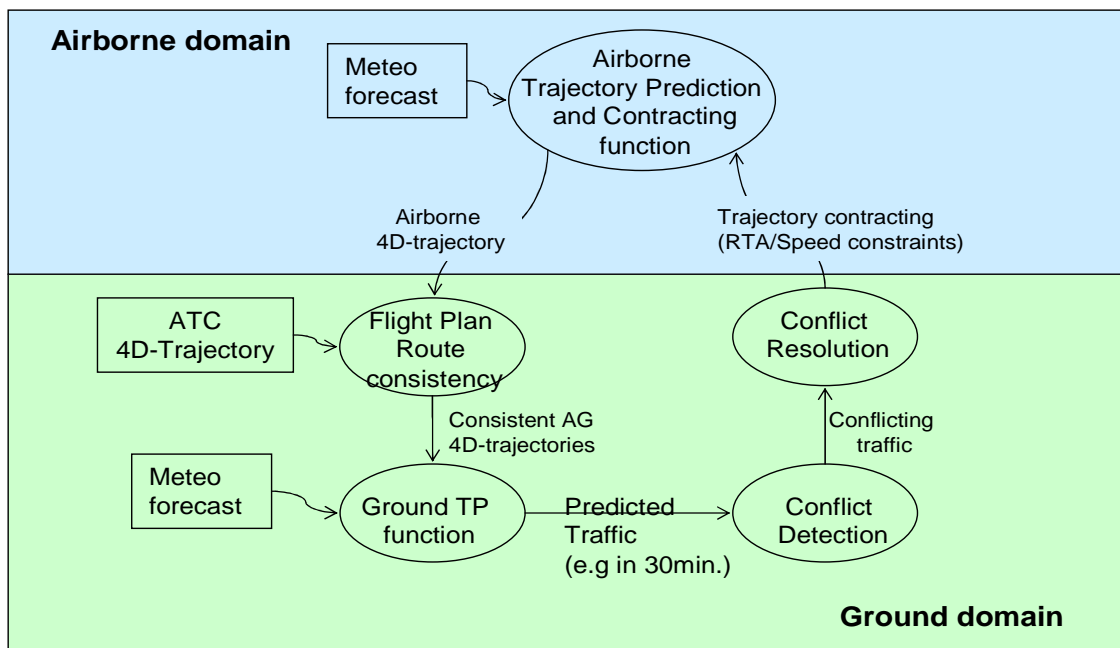 Airborne domain
Meteo
forecast
Airborne
Trajectory Prediction
and Contracting
function
Airborne
4D-trajectory
Trajectory contracting
(RTA/Speed constraints)
ATC
4D-Trajectory
Flight Plan
Route
consistency
Conflict
Resolution
Consistent AG
4D-trajectories
Conflicting
traffic
Meteo
forecast
Ground TP
function
Predicted
Traffic
(e.g in 30min.)
Conflict
Detection
Ground domain